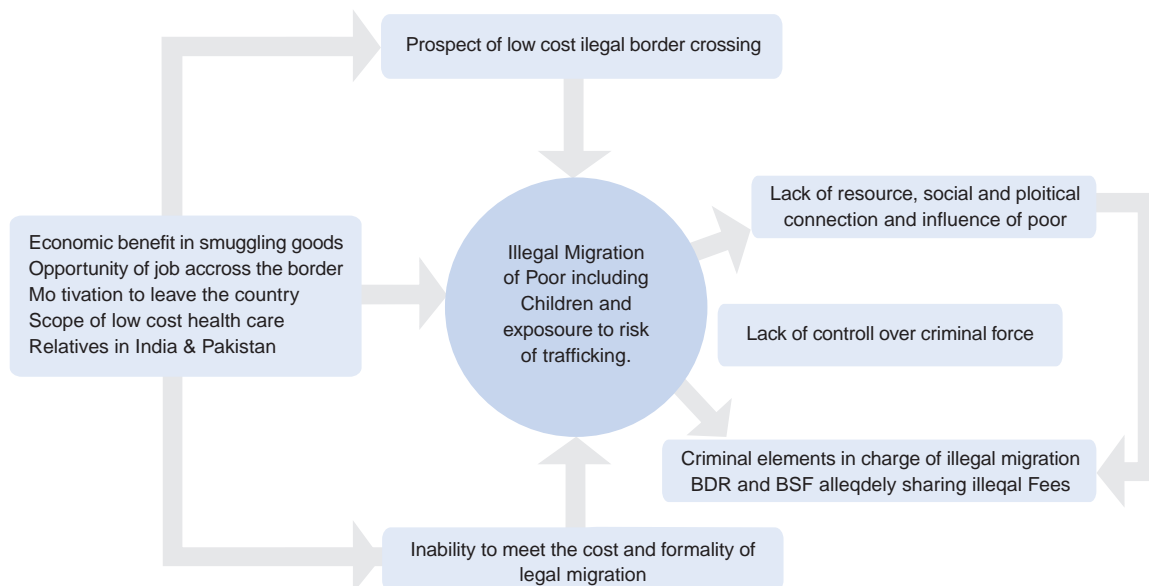 Prospect of low cost ilegal border crossing
Lack of resource, social and ploitical
connection and influence of poor
Economic benefit in smuggling goods
Opportunity of job accross the border
Mo tivation to leave the country
Scope of low cost health care
Relatives in India & Pakistan
Illegal Migration
of Poor including
Children and
exposoure to risk
of trafficking.
Lack of controll over criminal force
Criminal elements in charge of illegal migration
BDR and BSF alleqdely sharing illeqal Fees
Inability to meet the cost and formality of
legal migration